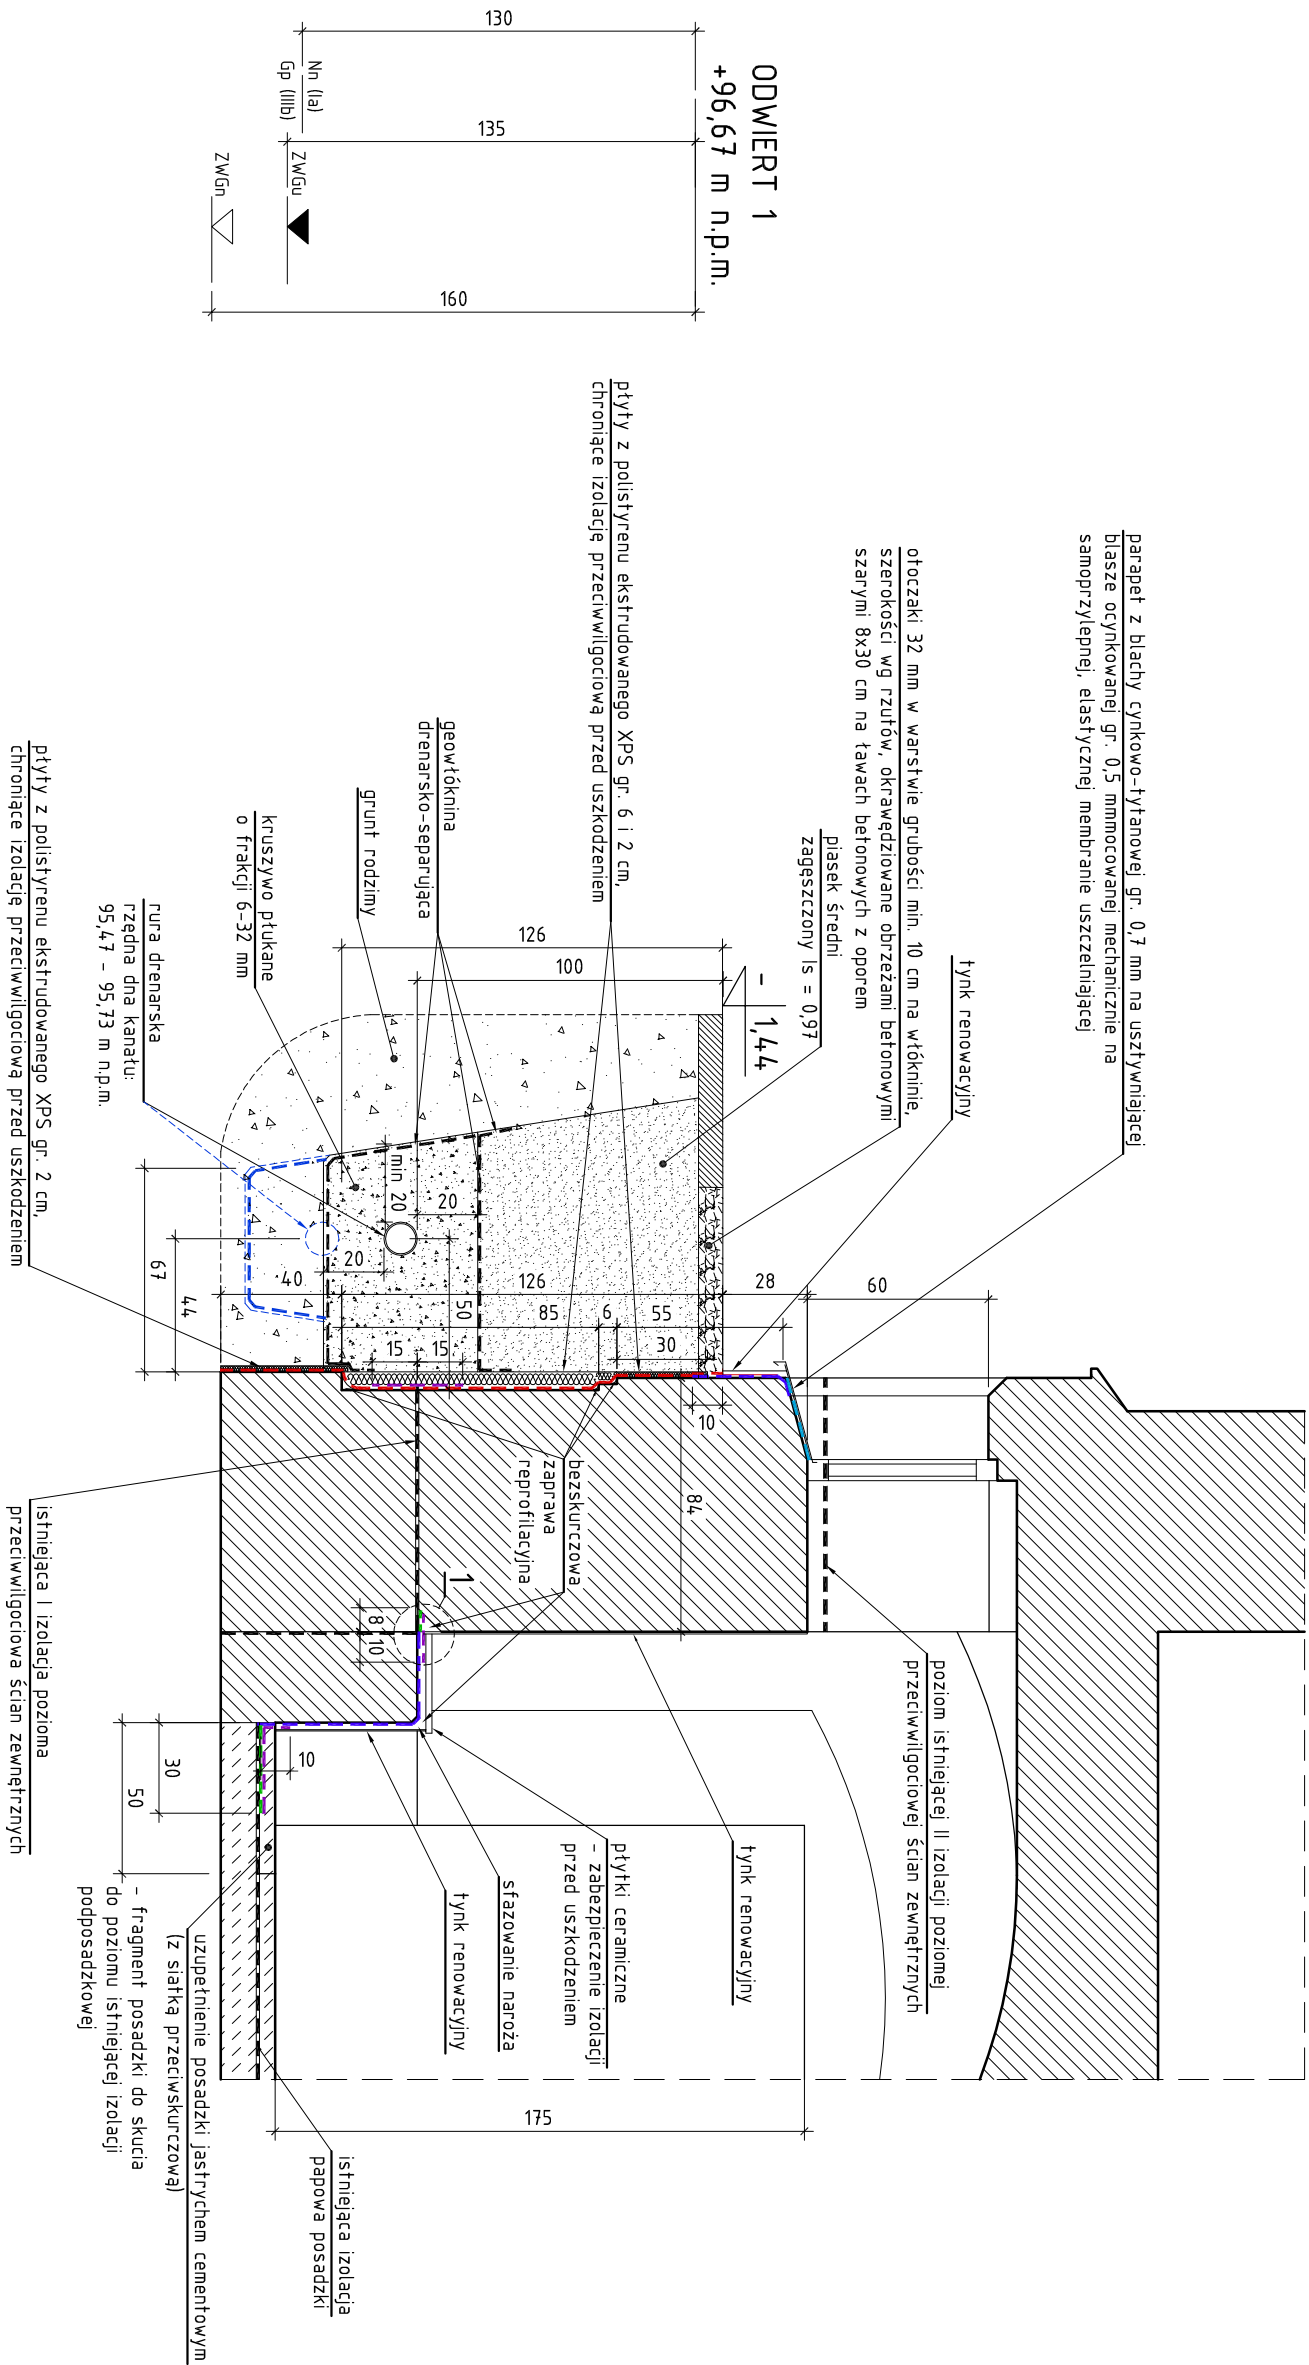 ODWIERT 1
+96,67 m n.p.m.
130
135
160
Nn (Ia)
Gp (IIIb)
ZWGu
ZWGn
parapet z blachy cynkowo-tytanowej gr. 0,7 mm na usztywniającej
blasze ocynkowanej gr. 0,5 mmmocowanej mechanicznie na
samoprzylepnej, elastycznej membranie uszczelniającej
tynk renowacyjny
otoczaki 32 mm w warstwie grubości min. 10 cm na włókninie,
szerokości wg rzutów, okrawędziowane obrzeżami betonowymi
szarymi 8x30 cm na ławach betonowych z oporem
piasek średni
zagęszczony Is = 0,97
płyty z polistyrenu ekstrudowanego XPS gr. 6 i 2 cm,
chroniące izolację przeciwwilgociową przed uszkodzeniem
geowłóknina
drenarsko-separująca
grunt rodzimy
kruszywo płukane
o frakcji 6-32 mm
rura drenarska
rzędna dna kanału:
95,47 - 95,73 m n.p.m.
płyty z polistyrenu ekstrudowanego XPS gr. 2 cm,
chroniące izolację przeciwwilgociową przed uszkodzeniem
- 1,44
126
100
min 20
20
20
50
40
67
44
126
28
60
85
6
55
30
15
15
10
84
bezskurczowa
zaprawa
reprofilacyjna
1
8
10
10
30
50
175
poziom istniejącej II izolacji poziomej
przeciwwilgociowej ścian zewnętrznych
tynk renowacyjny
płytki ceramiczne
- zabezpieczenie izolacji
przed uszkodzeniem
sfazowanie naroża
tynk renowacyjny
istniejąca izolacja
papowa posadzki
uzupełnienie posadzki jastrychem cementowym
(z siatką przeciwskurczową)
- fragment posadzki do skucia
do poziomu istniejącej izolacji
podposadzkowej
istniejąca I izolacja pozioma
przeciwwilgociowa ścian zewnętrznych